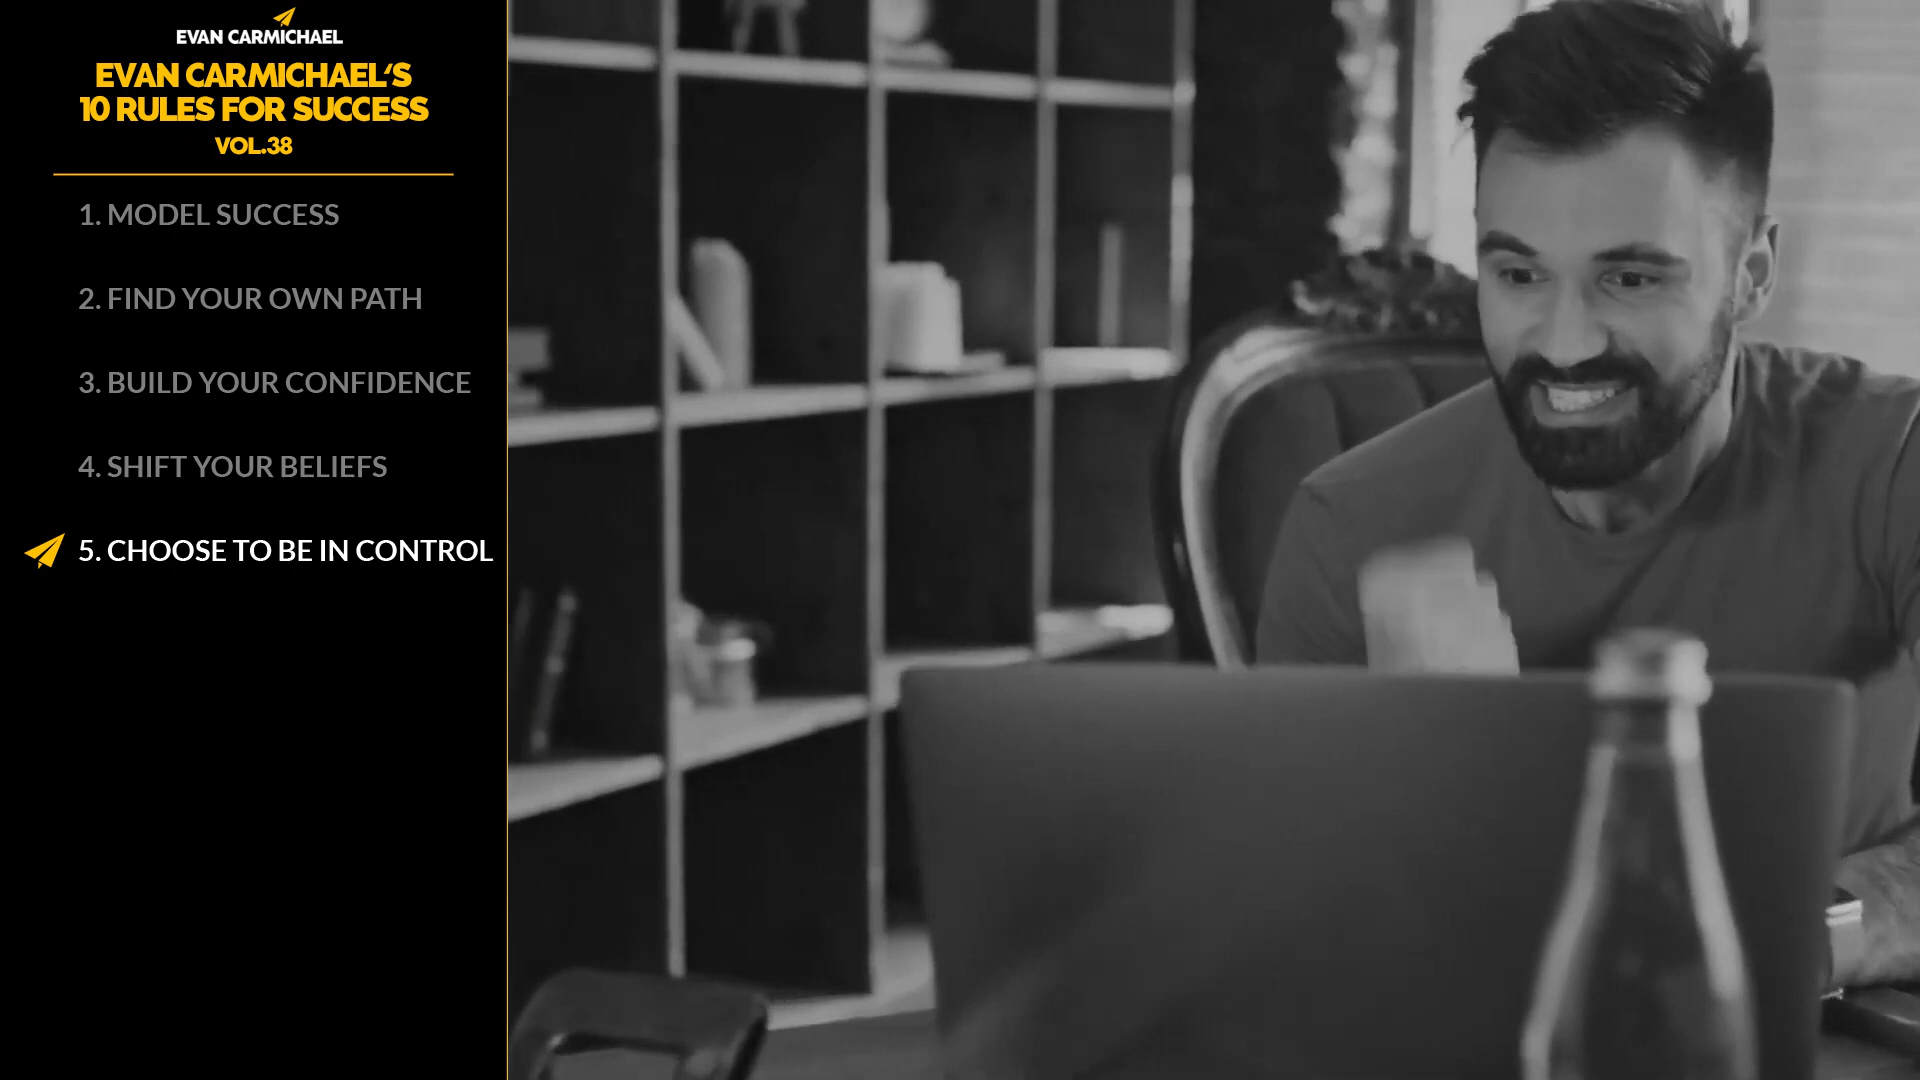 EVAN CARMICHAEL
EVAN CARMICHAEL'S
10 RULES FOR SUCCESS
VOL.38
1. MODEL SUCCESS
2. FIND YOUR OWN PATH
3. BUILD YOUR CONFIDENCE
4. SHIFT YOUR BELIEFS
5. CHOOSE TO BE IN CONTROL